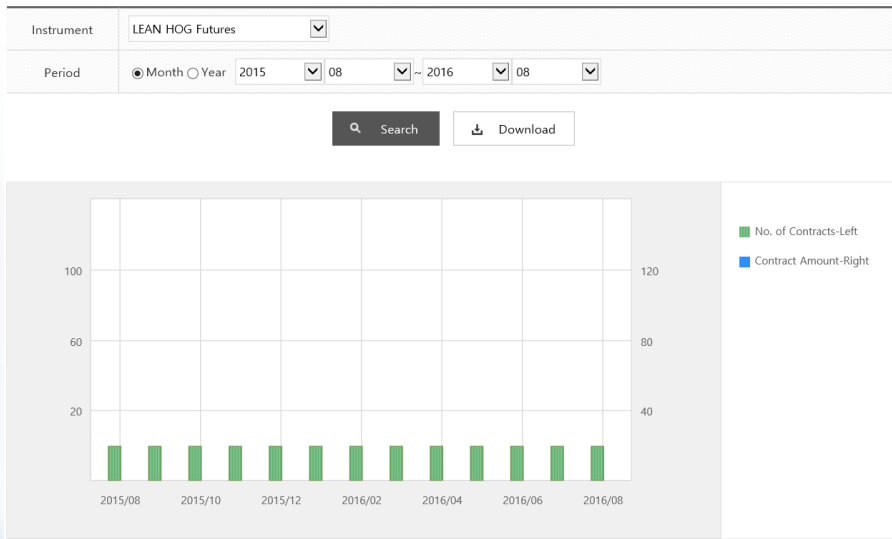 Instrument LEAN HOG Futures
Period Month Year 2015 08 ~ 2016 08
Search Download
No. of Contracts-Left
Contract Amount-Right
100 120
60 80
20 40
2015/08 2015/10 2015/12 2016/02 2016/04 2016/06 2016/08